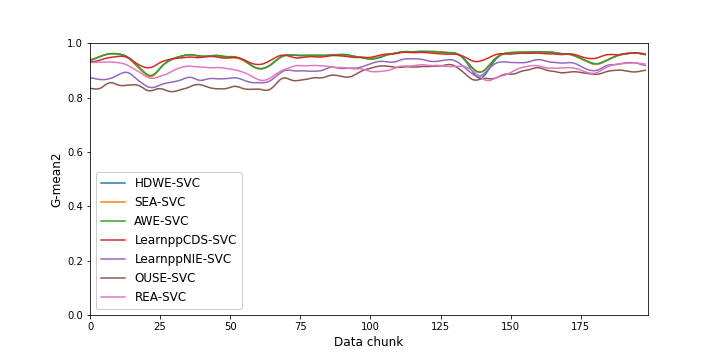 1.0
0.8
0.6
0.4
0.2
0.0
G-mean2
HDWE-SVC
SEA-SVC
AWE-SVC
LearnppCDS-SVC
LearnppNIE-SVC
OUSE-SVC
REA-SVC
0 25 50 75 100 125 150 175
Data chunk